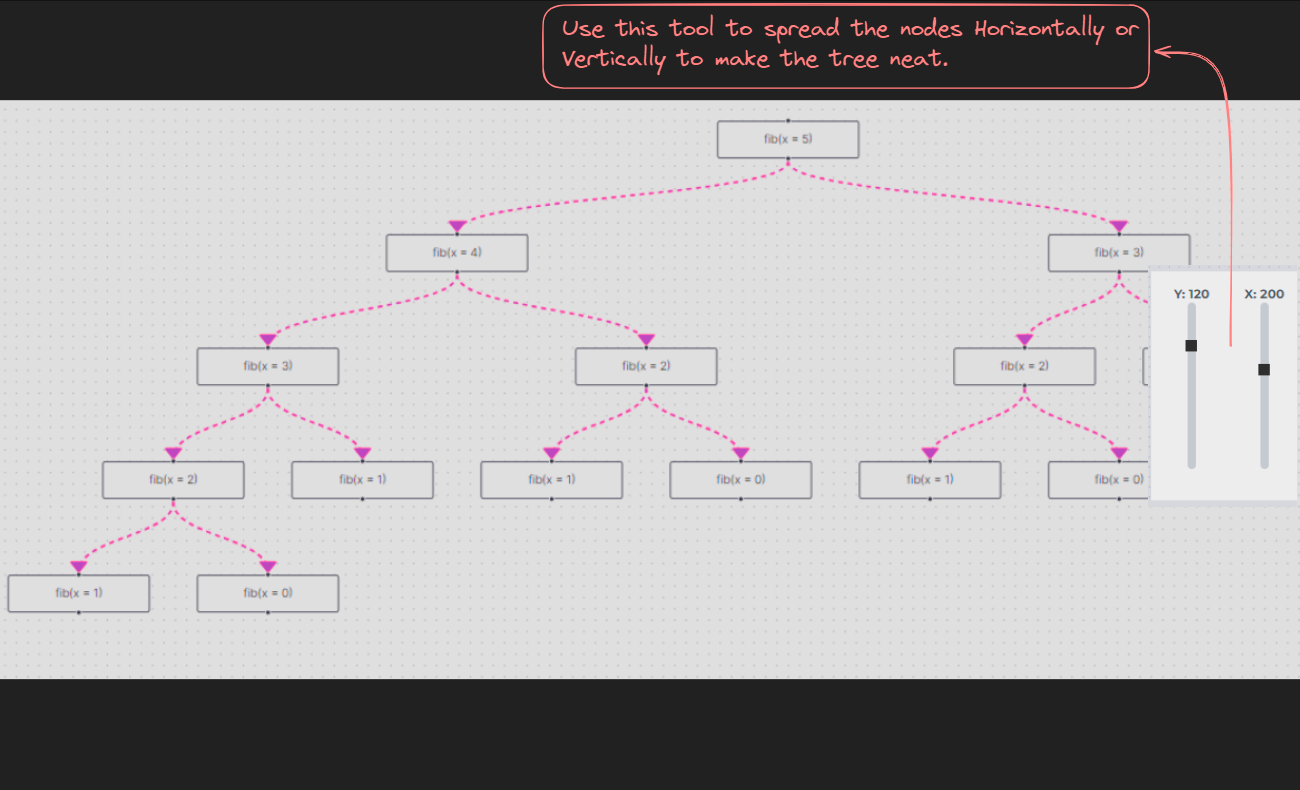 Use this tool to spread the nodes Horizontally or
Vertically to make the tree neat.
fib(x = 5)
fib(x = 4)
fib(x = 3)
Y: 120
X: 200
fib(x = 3)
fib(x = 2)
fib(x = 2)
fib(x = 2)
fib(x = 1)
fib(x = 1)
fib(x = 0)
fib(x = 1)
fib(x = 0)
fib(x = 1)
fib(x = 0)